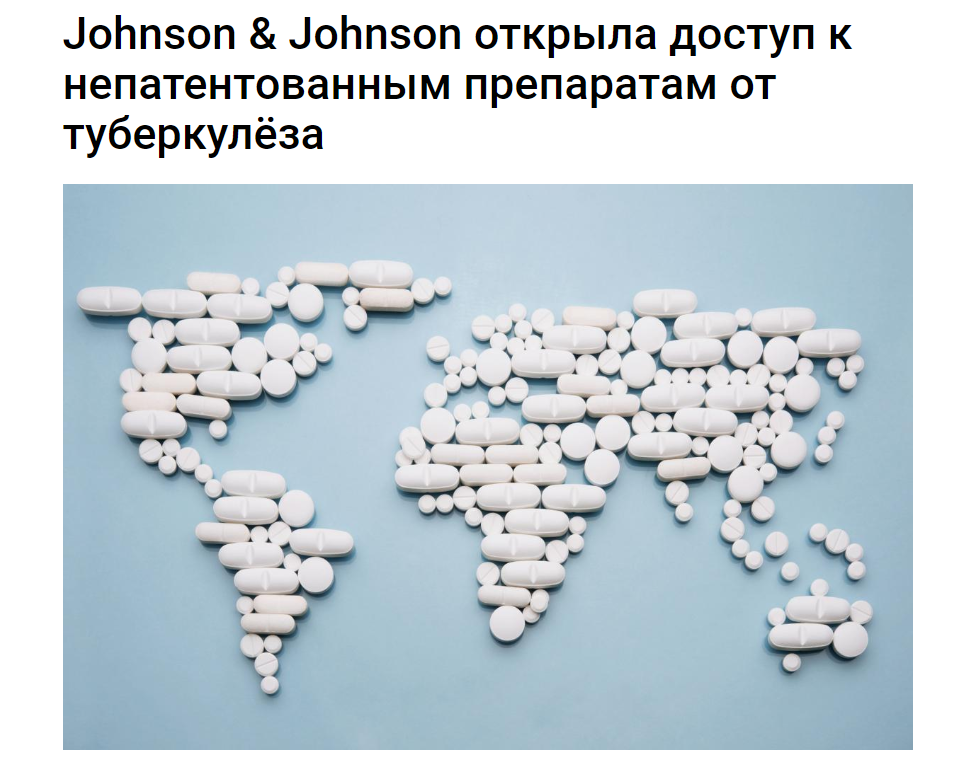 Johnson & Johnson открыла доступ к
непатентованным препаратам от
туберкулёза